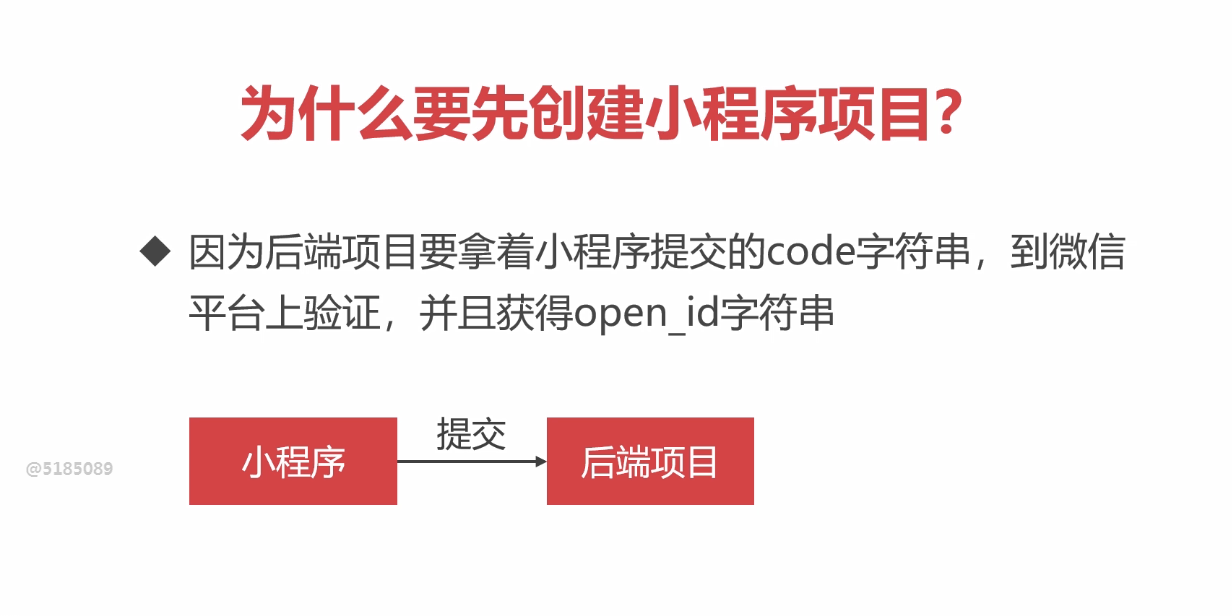 为什么要先创建小程序项目？
◆ 因为后端项目要拿着小程序提交的code字符串，到微信
平台上验证，并且获得open_id字符串
提交
小程序
后端项目
@5185089